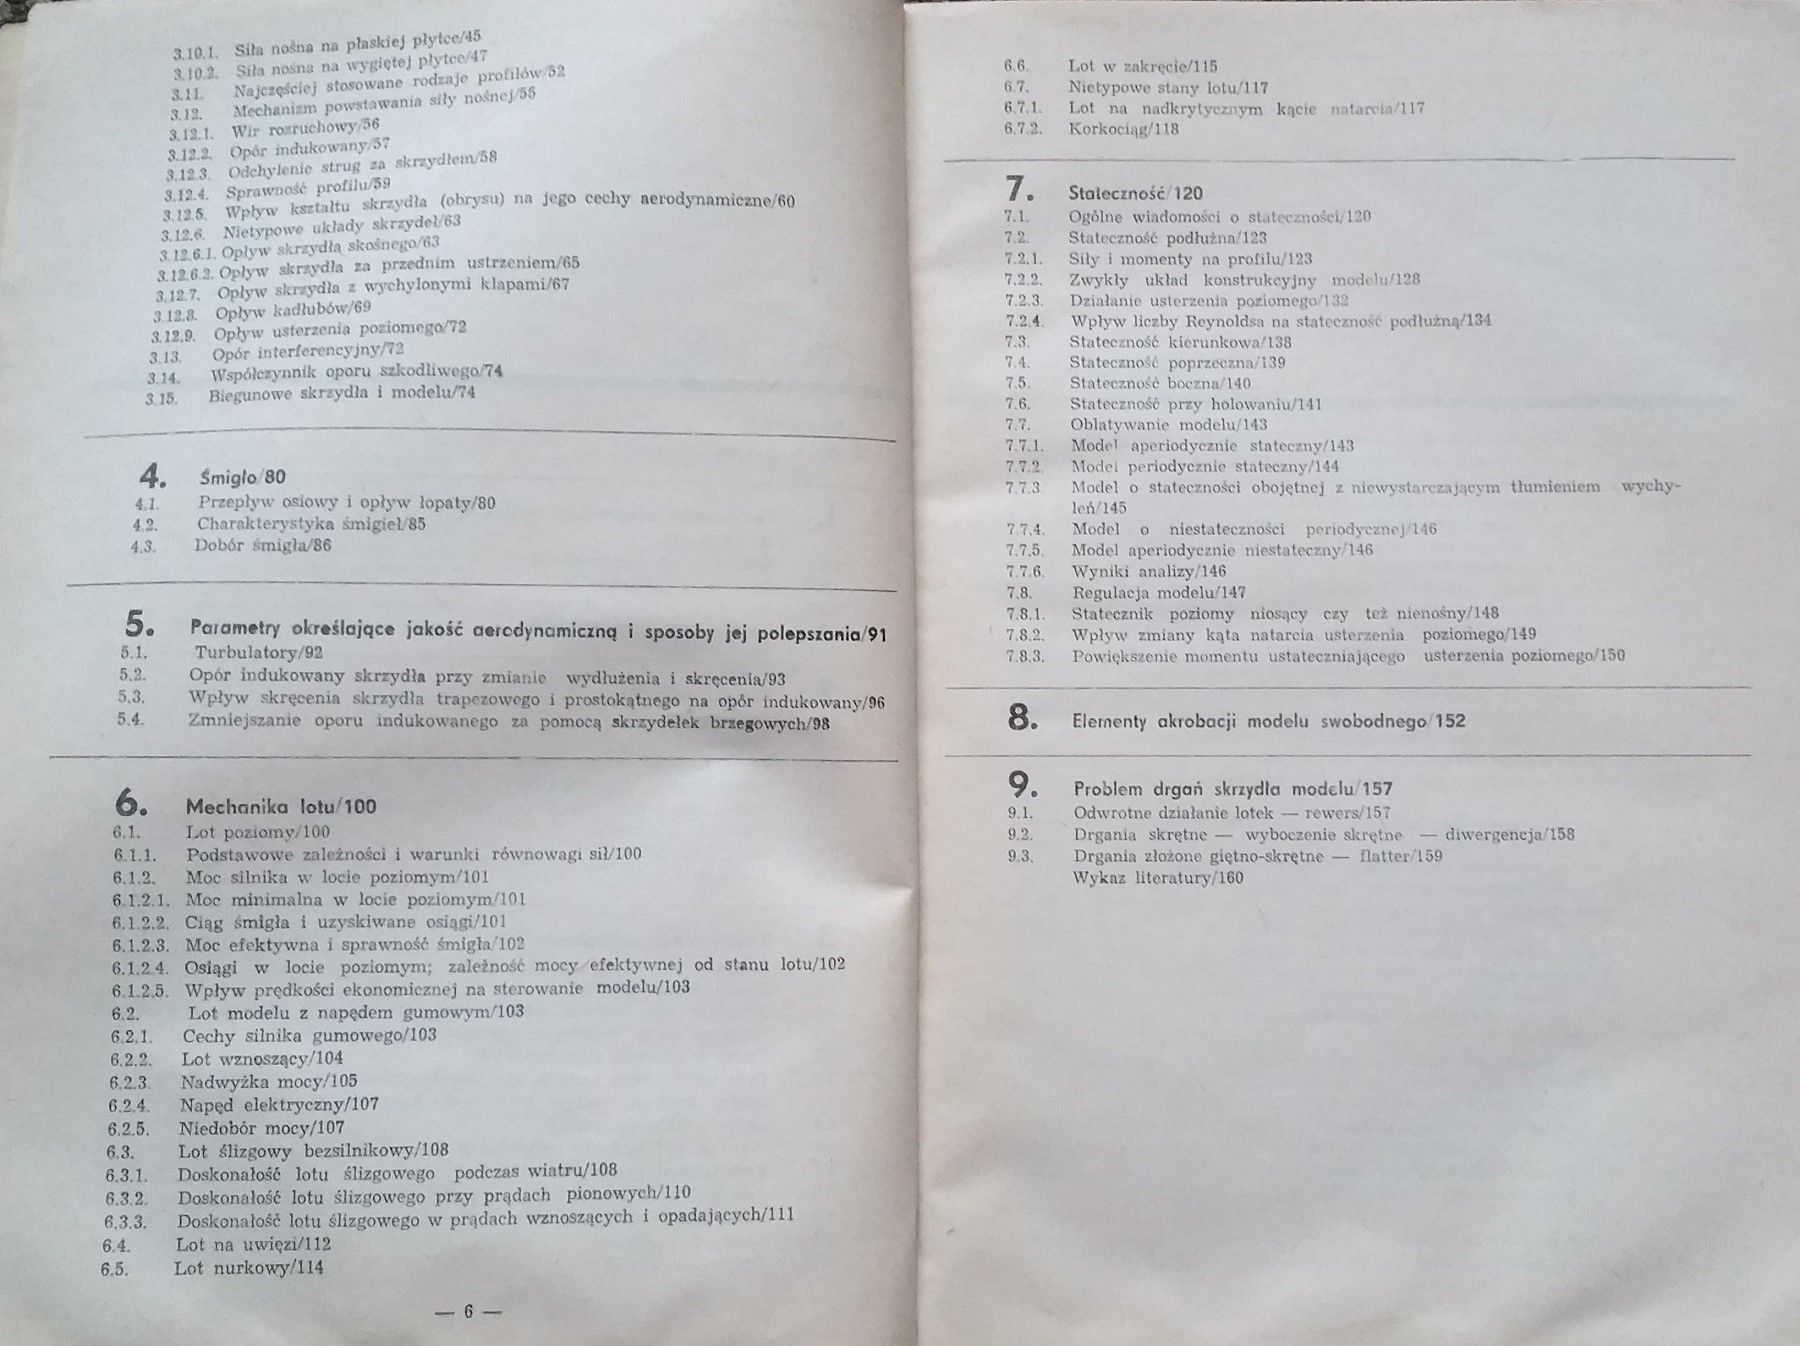 3.10.1. Siła nośna na płaskiej płytce/45
3.10.2. Siła nośna na wygiętej płytce/47
3.11. Najczęściej stosowane rodzaje profilów/52
3.12. Mechanizm powstawania siły nośnej/55
3.12.1. Wir rozruchowy/56
3.12.2. Opór indukowany/57
3.12.3. Odchylenie strug za skrzydłem/58
3.12.4. Sprawność profilu/59
3.12.5. Wpływ kształtu skrzydła (obrysu) na jego cechy aerodynamiczne/60
3.12.6. Nietypowe układy skrzydeł/63
3.12.6.1. Opływ skrzydłą skośnego/63
3.12.6.2. Opływ skrzydła za przednim ustrzeniem/65
3.12.7. Opływ skrzydła z wychylonymi klapami/67
3.12.8. Opływ kadłubów/69
3.12.9. Opływ usterzenia poziomego/72
3.13. Opór interferencyjny/72
3.14. Współczynnik oporu szkodliwego/74
3.15. Biegunowe skrzydła i modelu/74
4. Śmigło/80
4.1. Przepływ osiowy i opływ łopaty/80
4.2. Charakterystyka śmigieł/85
4.3. Dobór śmigła/86
5. Parametry określające jakość aerodynamiczną i sposoby jej polepszania/91
5.1. Turbulatory/92
5.2. Opór indukowany skrzydła przy zmianie wydłużenia i skręcenia/93
5.3. Wpływ skręcenia skrzydła trapezowego i prostokątnego na opór indukowany/96
5.4. Zmniejszanie oporu indukowanego za pomocą skrzydełek brzegowych/98
6. Mechanika lotu/100
6.1. Lot poziomy/100
6.1.1. Podstawowe zależności i warunki równowagi sił/100
6.1.2. Moc silnika w locie poziomym/101
6.1.2.1. Moc minimalna w locie poziomym/101
6.1.2.2. Ciąg śmigła i uzyskiwane osiągi/101
6.1.2.3. Moc efektywna i sprawność śmigła/102
6.1.2.4. Osiągi w locie poziomym; zależność mocy efektywnej od stanu lotu/102
6.1.2.5. Wpływ prędkości ekonomicznej na sterowanie modelu/103
6.2. Lot modelu z napędem gumowym/103
6.2.1. Cechy silnika gumowego/103
6.2.2. Lot wznoszący/104
6.2.3. Nadwyżka mocy/105
6.2.4. Napęd elektryczny/107
6.2.5. Niedobór mocy/107
6.3. Lot ślizgowy bezsilnikowy/108
6.3.1. Doskonałość lotu ślizgowego podczas wiatru/108
6.3.2. Doskonałość lotu ślizgowego przy prądach pionowych/110
6.3.3. Doskonałość lotu ślizgowego w prądach wznoszących i opadających/111
6.4. Lot na uwięzi/112
6.5. Lot nurkowy/114
— 6 —
6.6. Lot w zakręcie/115
6.7. Nietypowe stany lotu/117
6.7.1. Lot na nadkrytycznym kącie natarcia/117
6.7.2. Korkociąg/118
7. Stateczność/120
7.1. Ogólne wiadomości o stateczności/120
7.2. Stateczność podłużna/123
7.2.1. Siły i momenty na profilu/123
7.2.2. Zwykły układ konstrukcyjny modelu/128
7.2.3. Działanie usterzenia poziomego/132
7.2.4. Wpływ liczby Reynoldsa na stateczność podłużną/134
7.3. Stateczność kierunkowa/138
7.4. Stateczność poprzeczna/139
7.5. Stateczność boczna/140
7.6. Stateczność przy holowaniu/141
7.7. Oblatywanie modelu/143
7.7.1. Model aperiodycznie stateczny/143
7.7.2. Model periodycznie stateczny/144
7.7.3. Model o stateczności obojętnej z niewystarczającym tłumieniem wychy-
leń/145
7.7.4. Model o niestateczności periodycznej/146
7.7.5. Model aperiodycznie niestateczny/146
7.7.6. Wyniki analizy/146
7.8. Regulacja modelu/147
7.8.1. Statecznik poziomy niosący czy też nienośny/148
7.8.2. Wpływ zmiany kąta natarcia usterzenia poziomego/149
7.8.3. Powiększenie momentu ustateczniającego usterzenia poziomego/150
8. Elementy akrobacji modelu swobodnego/152
9. Problem drgań skrzydła modelu/157
9.1. Odwrotne działanie lotek — rewers/157
9.2. Drgania skrętne — wyboczenie skrętne — diwergencja/158
9.3. Drgania złożone giętno-skrętne — flatter/159
Wykaz literatury/160